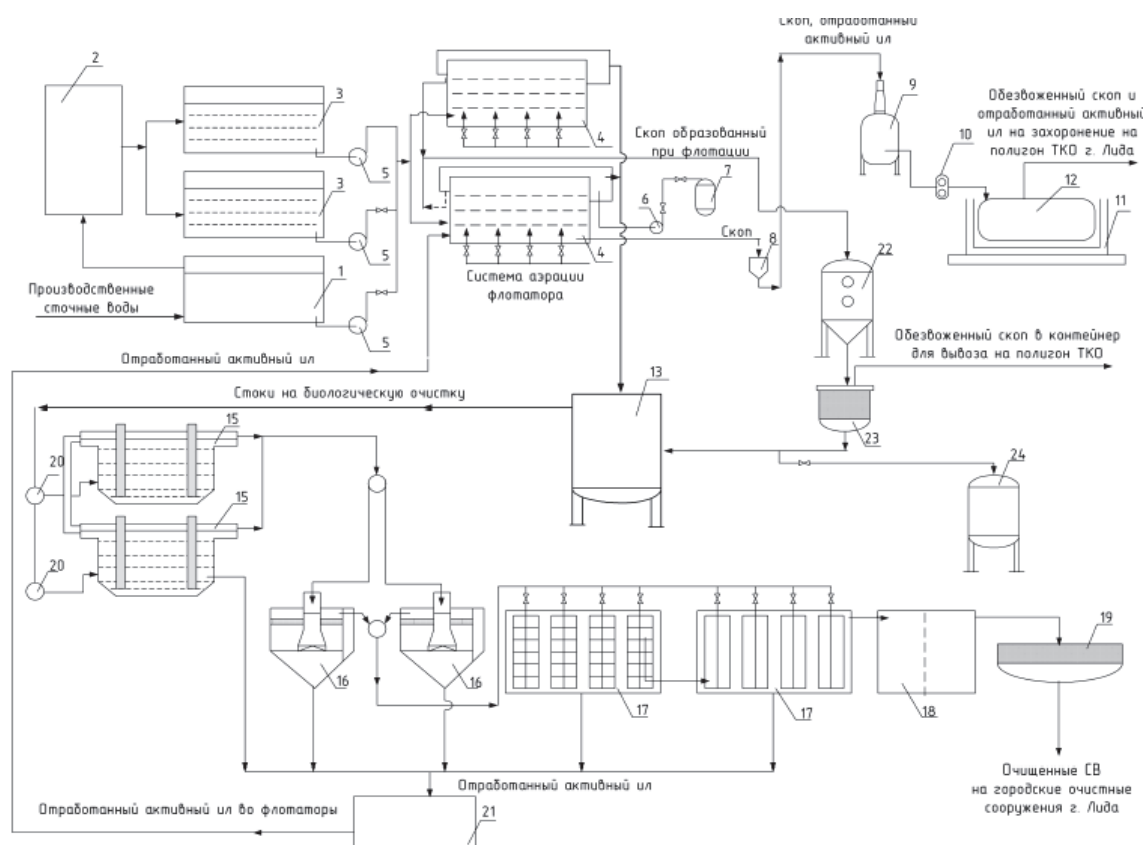 Скоп, отработанный
активный ил
2
3
3
1
5
5
5
4
4
Производственные
сточные воды
Система аэрации
флотатора
Скоп образованный
при флотации
6
7
Скоп
8
9
10
Обезвоженный скоп и
отработанный активный
ил на захоронение на
полигон ТКО г. Лида
12
11
22
Обезвоженный скоп в контейнер
для вывоза на полигон ТКО
23
24
13
Отработанный активный ил
Стоки на биологическую очистку
15
15
20
20
16
16
17
17
18
19
Очищенные СВ
на городские очистные
сооружения г. Лида
Отработанный активный ил
Отработанный активный ил во флотаторы
21